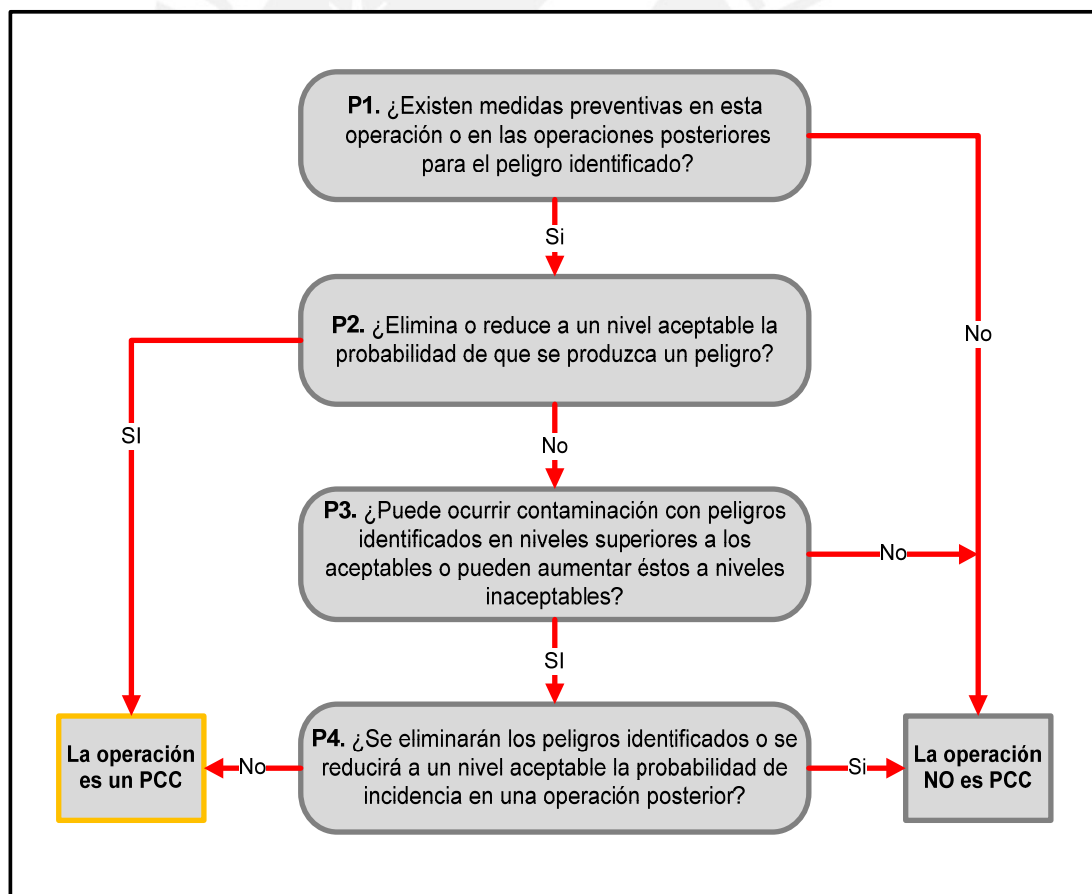 P1. ¿Existen medidas preventivas en esta
operación o en las operaciones posteriores
para el peligro identificado?
Si
P2. ¿Elimina o reduce a un nivel aceptable la
probabilidad de que se produzca un peligro?
No
SI
No
P3. ¿Puede ocurrir contaminación con peligros
identificados en niveles superiores a los
aceptables o pueden aumentar éstos a niveles
inaceptables?
No
SI
La operación
es un PCC
No
P4. ¿Se eliminarán los peligros identificados o se
reducirá a un nivel aceptable la probabilidad de
incidencia en una operación posterior?
Si
La operación
NO es PCC